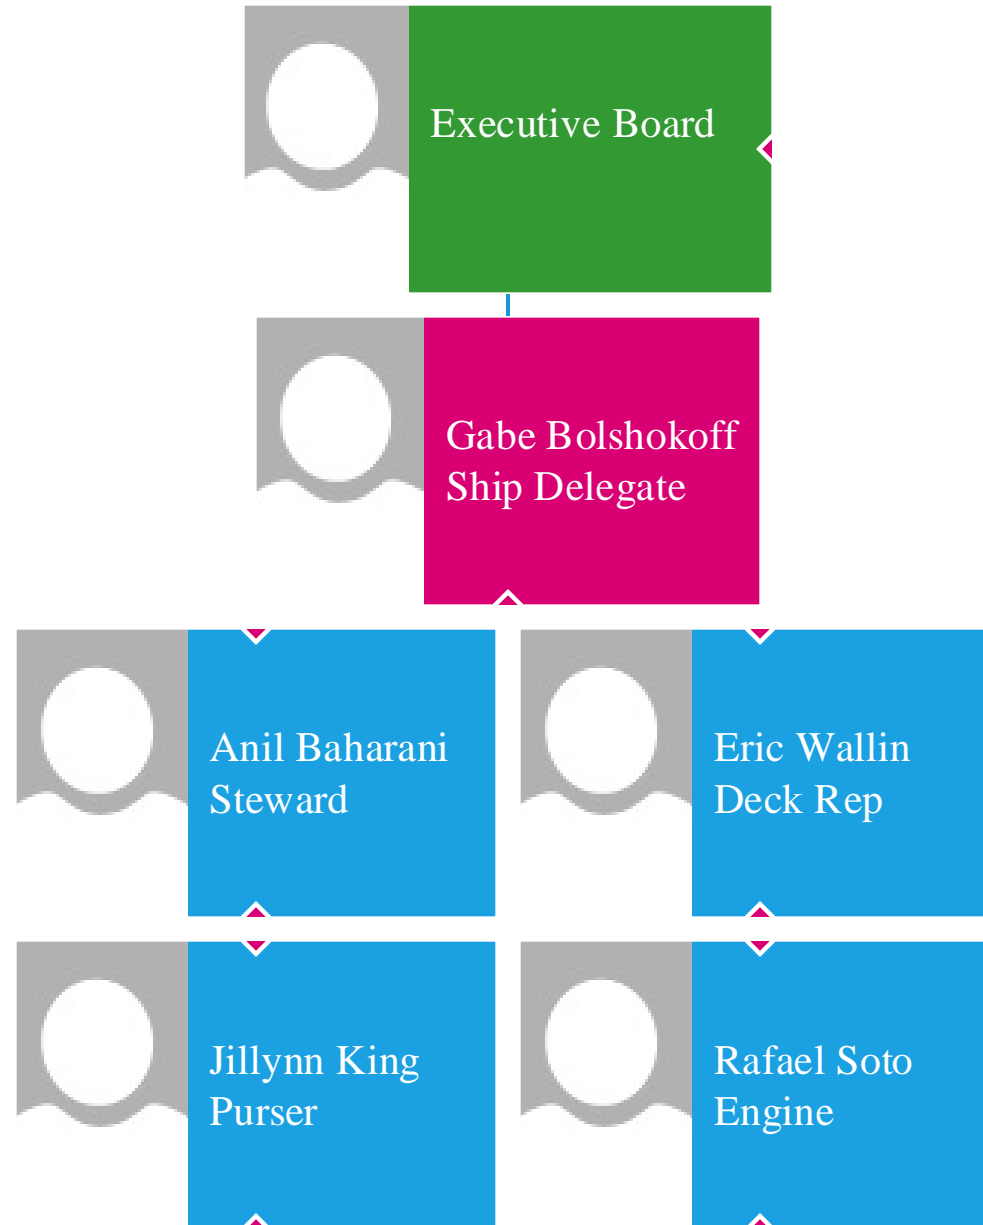 Executive Board
Gabe Bolshokoff
Ship Delegate
Anil Baharani
Steward
Eric Wallin
Deck Rep
Jillynn King
Purser
Rafael Soto
Engine